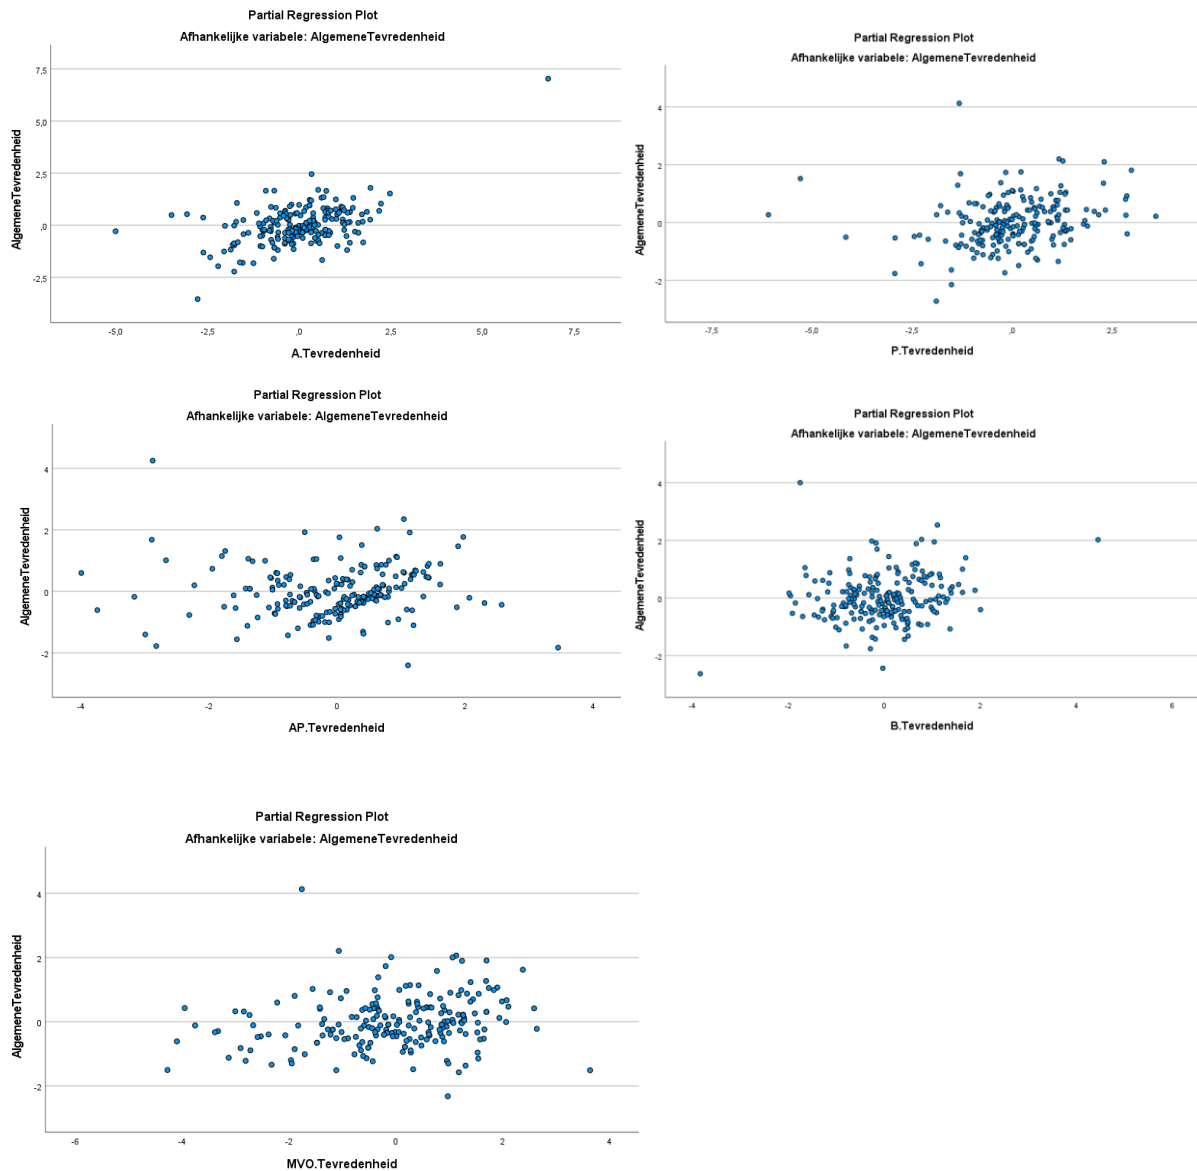 Partial Regression Plot
Afhankelijke variabele: AlgemeneTevredenheid
AlgemeneTevredenheid
7,5
5,0
2,5
,0
-2,5
-5,0
-2,5
,0
2,5
5,0
7,5
A.Tevredenheid
Partial Regression Plot
Afhankelijke variabele: AlgemeneTevredenheid
AlgemeneTevredenheid
4
2
0
-2
-7,5
-5,0
-2,5
,0
2,5
P.Tevredenheid
Partial Regression Plot
Afhankelijke variabele: AlgemeneTevredenheid
AlgemeneTevredenheid
4
2
0
-2
-4
-2
0
2
4
AP.Tevredenheid
Partial Regression Plot
Afhankelijke variabele: AlgemeneTevredenheid
AlgemeneTevredenheid
4
2
0
-2
-4
-2
0
2
4
6
B.Tevredenheid
Partial Regression Plot
Afhankelijke variabele: AlgemeneTevredenheid
AlgemeneTevredenheid
4
2
0
-2
-6
-4
-2
0
2
4
MVO.Tevredenheid